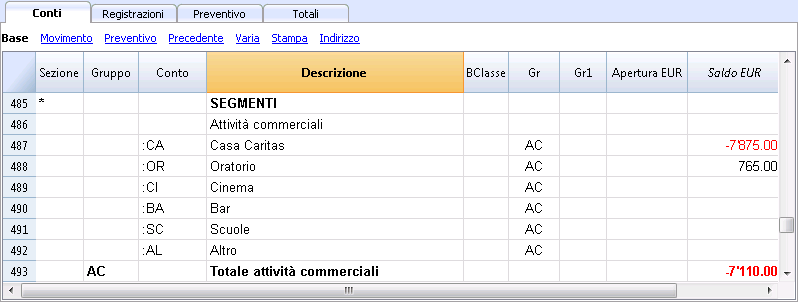 Conti Registrazioni Preventivo Totali
Base Movimento Preventivo Precedente Varia Stampa Indirizzo
Sezione Gruppo Conto Descrizione BClasse Gr Gr1 Apertura EUR Saldo EUR
485 * SEGMENTI
486 Attività commerciali
487 :CA Casa Caritas AC -7'875.00
488 :OR Oratorio AC 765.00
489 :CI Cinema AC
490 :BA Bar AC
491 :SC Scuole AC
492 :AL Altro AC
493 AC Totale attività commerciali -7'110.00